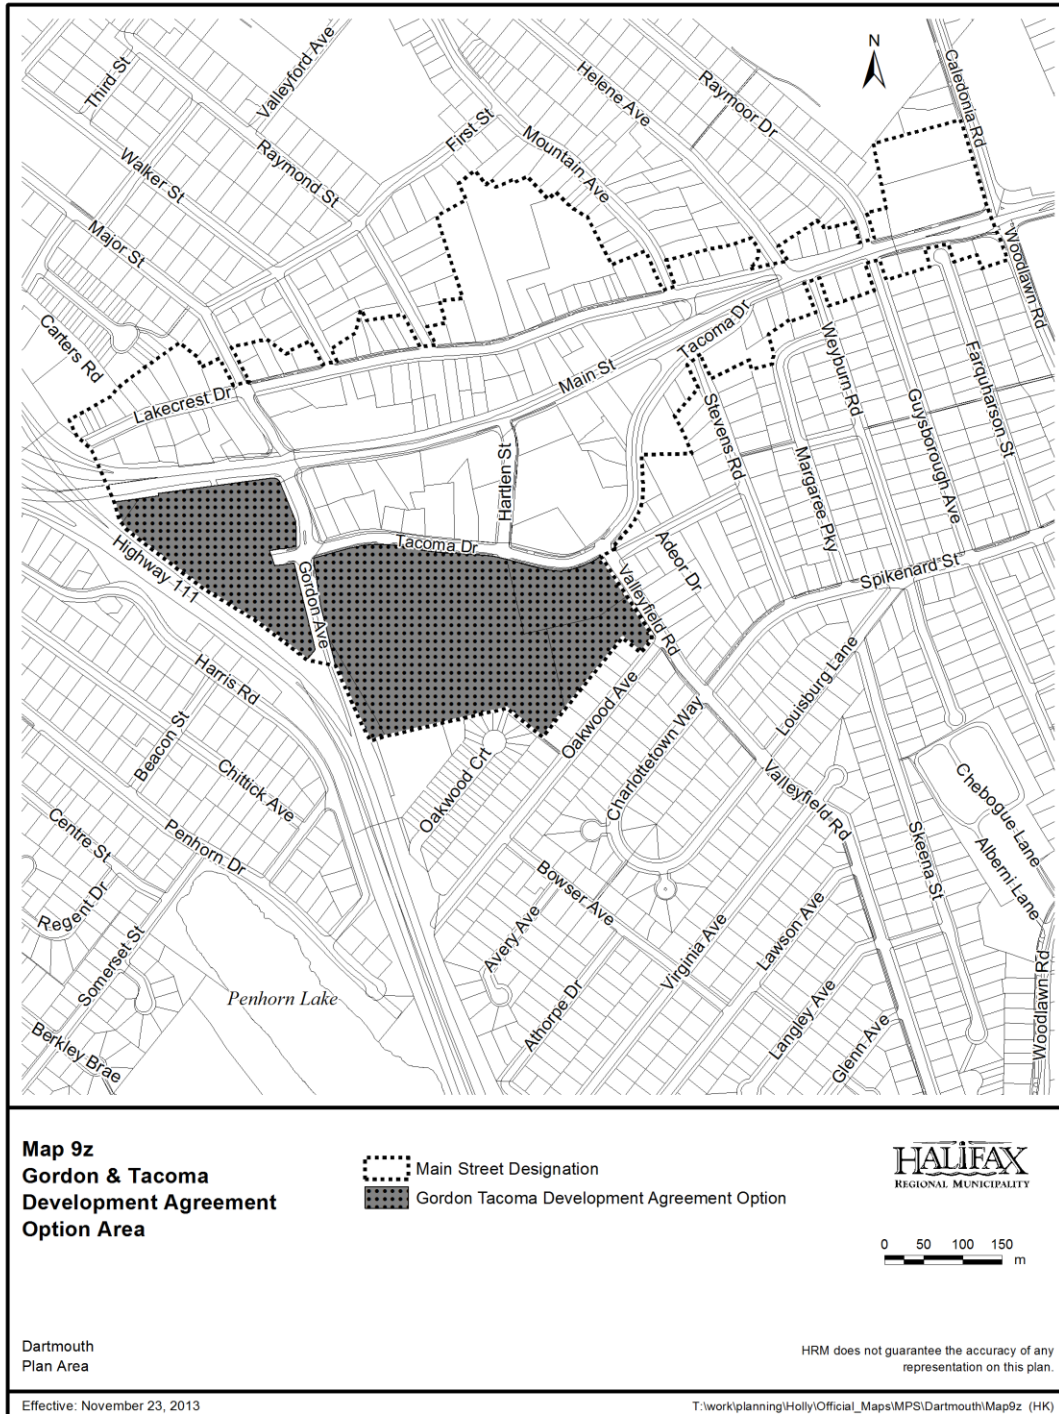 N
Third St
Valleyford Ave
Helene Ave
Raymoor Dr
Caledonia Rd
Walker St
Raymond St
First St
Mountain Ave
Major St
Woodlawn Rd
Carters Rd
Lakecrest Dr
Main St
Tacoma Dr
Weyburn Rd
Farquharson St
Stevens Rd
Guysborough Ave
Margaree Pky
Hartlen St
Highway 111
Tacoma Dr
Gordon Ave
Adeor Dr
Valleyfield Rd
Spikenard St
Harris Rd
Beacon St
Oakwood Ave
Louisburg Lane
Charlottetown Way
Chittick Ave
Oakwood Crt
Valleyfield Rd
Chebogue Lane
Centre St
Penhorn Dr
Skeena St
Alberni Lane
Regent Dr
Bowser Ave
Somerset St
Avery Ave
Virginia Ave
Lawson Ave
Penhorn Lake
Athorpe Dr
Langley Ave
Woodlawn Rd
Berkley Brae
Glenn Ave
Map 9z
Gordon & Tacoma
Development Agreement
Option Area
Main Street Designation
Gordon Tacoma Development Agreement Option
HALIFAX
REGIONAL MUNICIPALITY
0 50 100 150
m
Dartmouth
Plan Area
HRM does not guarantee the accuracy of any
representation on this plan.
Effective: November 23, 2013
T:\work\planning\Holly\Official_Maps\MPS\Dartmouth\Map9z (HK)